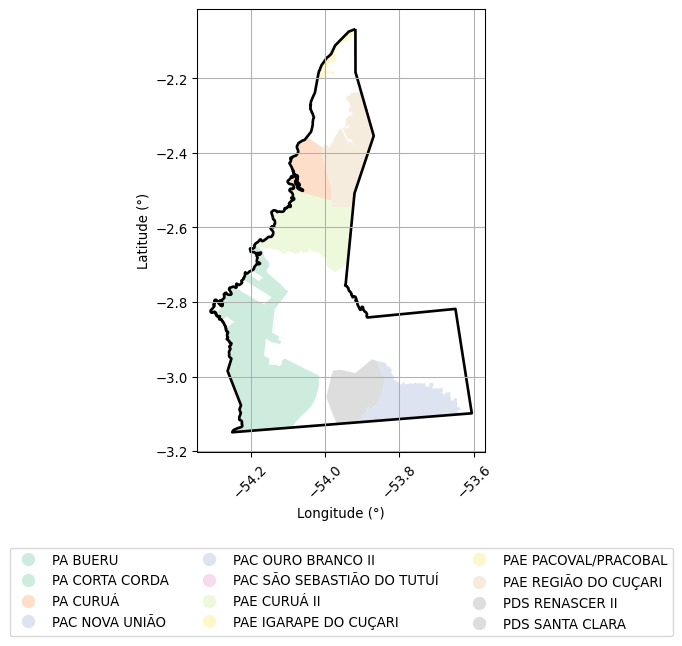 −2.2
−2.4
−2.6
−2.8
−3.0
−3.2
Latitude (°)
−54.2
−54.0
−53.8
−53.6
Longitude (°)
PA BUERU
PA CORTA CORDA
PA CURUÁ
PAC NOVA UNIÃO
PAC OURO BRANCO II
PAC SÃO SEBASTIÃO DO TUTUÍ
PAE CURUÁ II
PAE IGARAPE DO CUÇARI
PAE PACOVAL/PRACOBAL
PAE REGIÃO DO CUÇARI
PDS RENASCER II
PDS SANTA CLARA